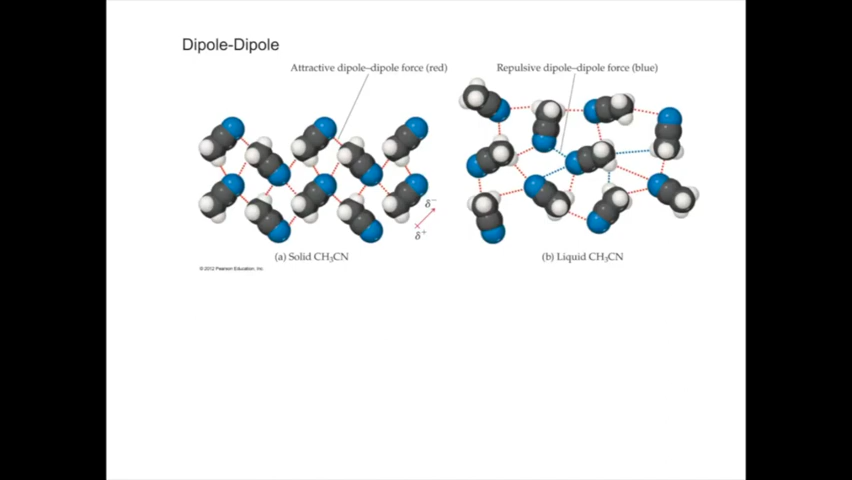 Dipole-Dipole
Attractive dipole–dipole force (red)
Repulsive dipole–dipole force (blue)
δ−
δ+
(a) Solid CH₃CN
(b) Liquid CH₃CN
© 2012 Pearson Education, Inc.